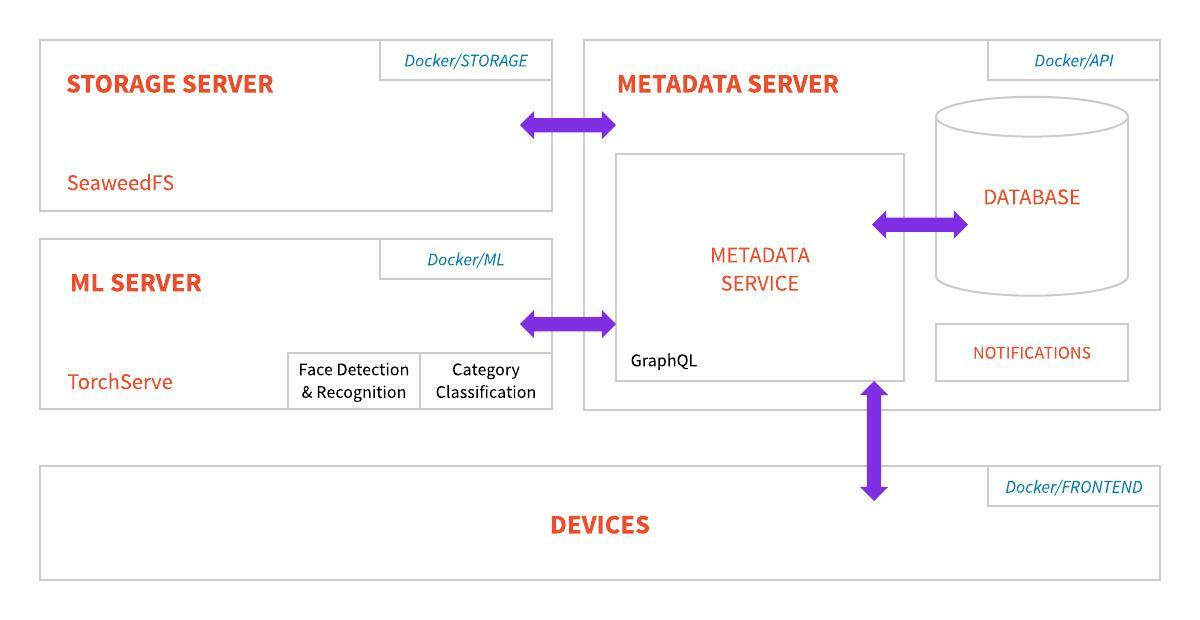 Docker/STORAGE
STORAGE SERVER
SeaweedFS
Docker/API
METADATA SERVER
DATABASE
METADATA
SERVICE
GraphQL
NOTIFICATIONS
Docker/ML
ML SERVER
TorchServe
Face Detection
& Recognition
Category
Classification
Docker/FRONTEND
DEVICES